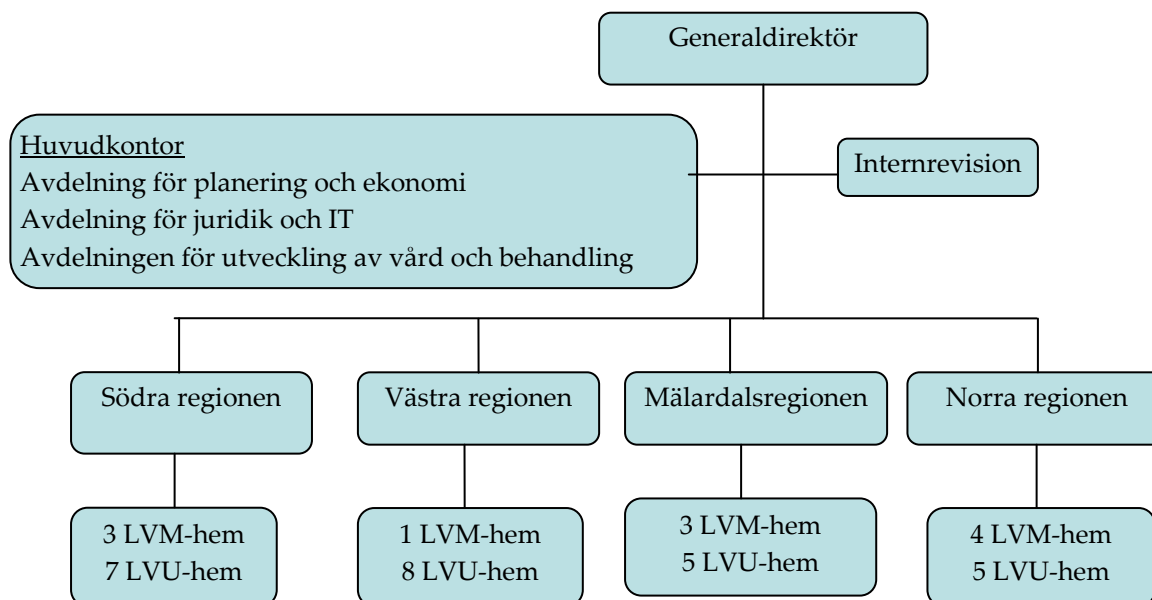 Generaldirektör
Huvudkontor
Avdelning för planering och ekonomi
Avdelning för juridik och IT
Avdelningen för utveckling av vård och behandling
Internrevision
Södra regionen
Västra regionen
Mälardalsregionen
Norra regionen
3 LVM-hem
7 LVU-hem
1 LVM-hem
8 LVU-hem
3 LVM-hem
5 LVU-hem
4 LVM-hem
5 LVU-hem